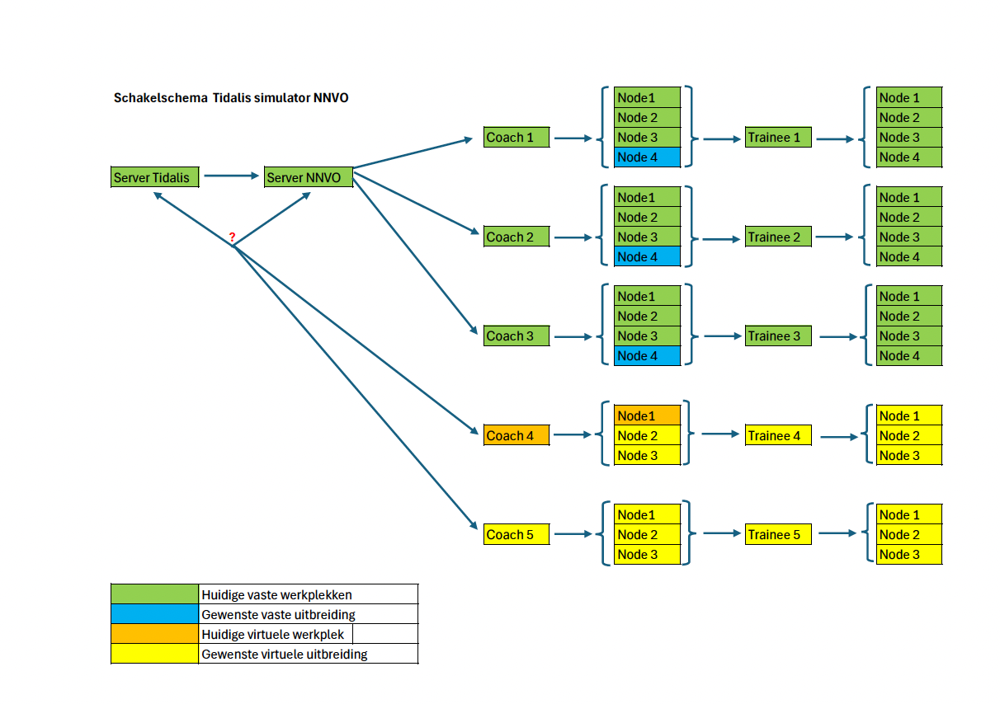 Schakelschema Tidalis simulator NNVO
Server Tidalis
Server NNVO
?
Coach 1
Node1
Node 2
Node 3
Node 4
Trainee 1
Node 1
Node 2
Node 3
Node 4
Coach 2
Node1
Node 2
Node 3
Node 4
Trainee 2
Node 1
Node 2
Node 3
Node 4
Coach 3
Node1
Node 2
Node 3
Node 4
Trainee 3
Node 1
Node 2
Node 3
Node 4
Coach 4
Node1
Node 2
Node 3
Trainee 4
Node 1
Node 2
Node 3
Coach 5
Node1
Node 2
Node 3
Trainee 5
Node 1
Node 2
Node 3
Huidige vaste werkplekken
Gewenste vaste uitbreiding
Huidige virtuele werkplek
Gewenste virtuele uitbreiding